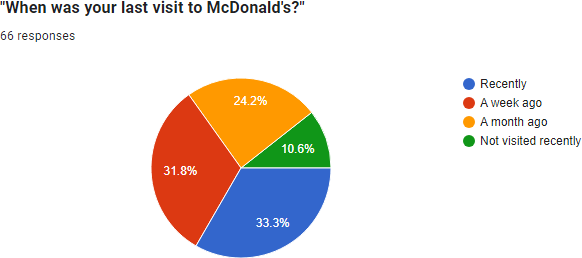 "When was your last visit to McDonald's?"
66 responses
24.2%
10.6%
31.8%
33.3%
Recently
A week ago
A month ago
Not visited recently